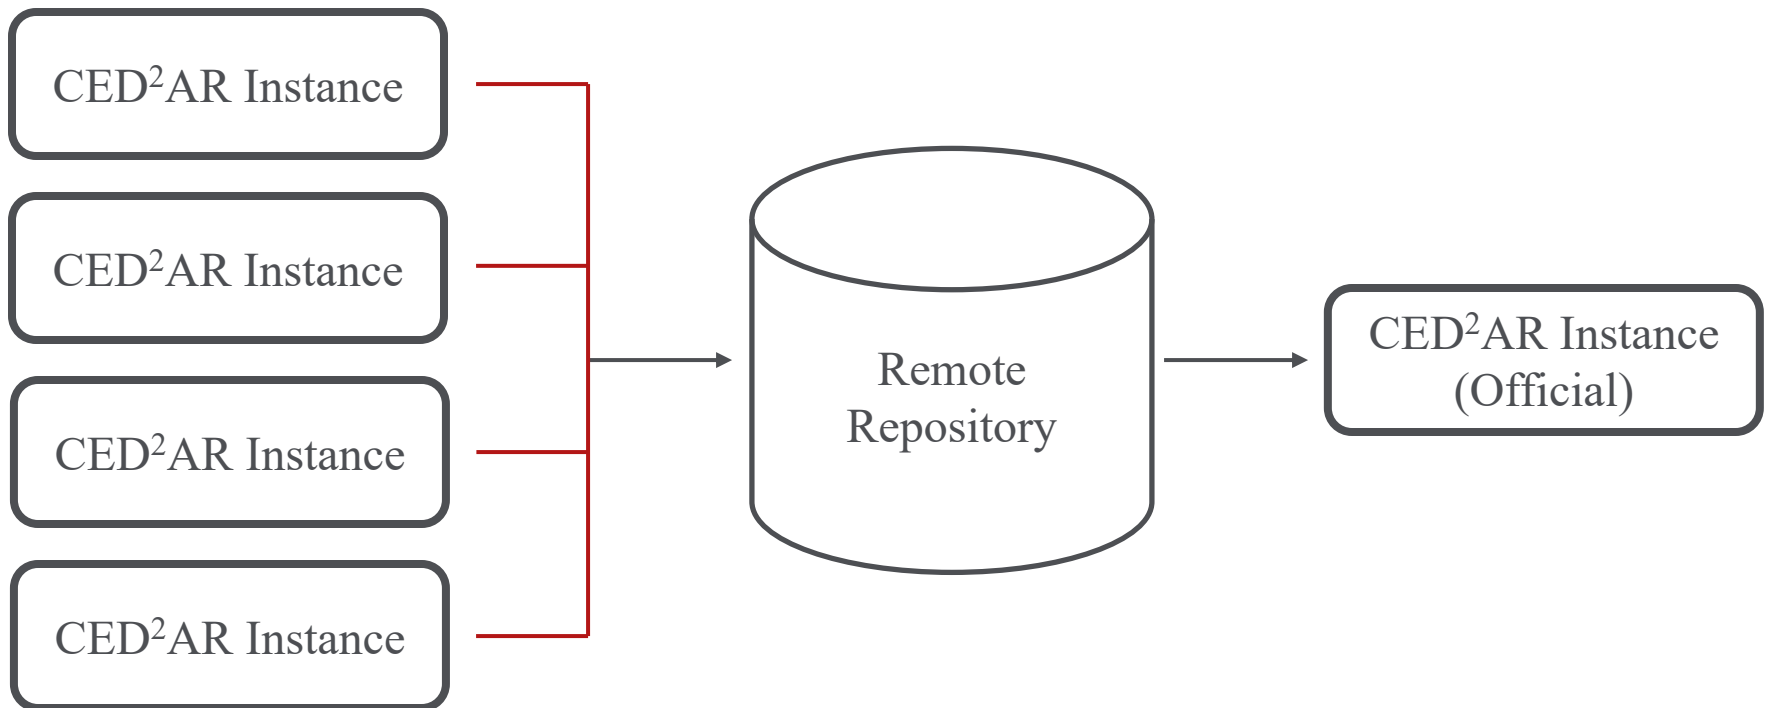 CED²AR Instance
CED²AR Instance
CED²AR Instance
CED²AR Instance
Remote
Repository
CED²AR Instance
(Official)